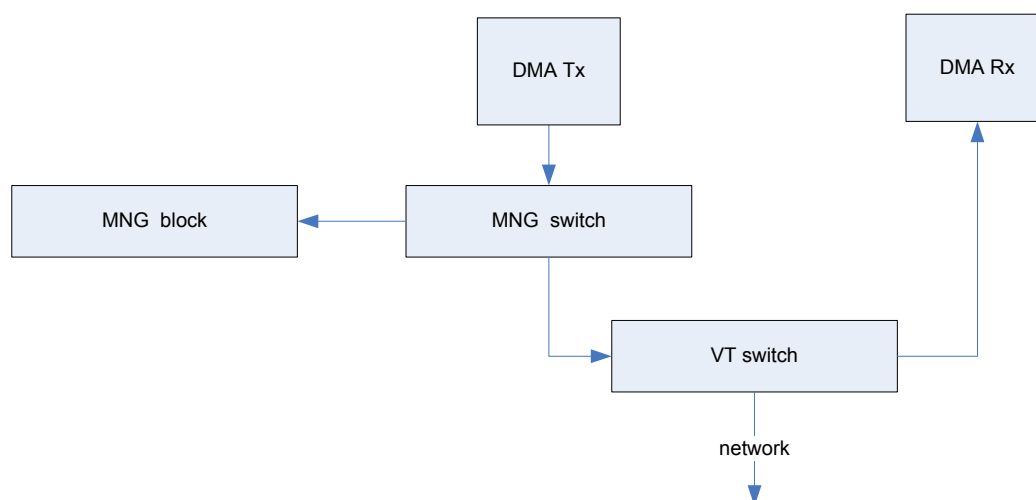 DMA Tx
DMA Rx
MNG block
MNG switch
VT switch
network